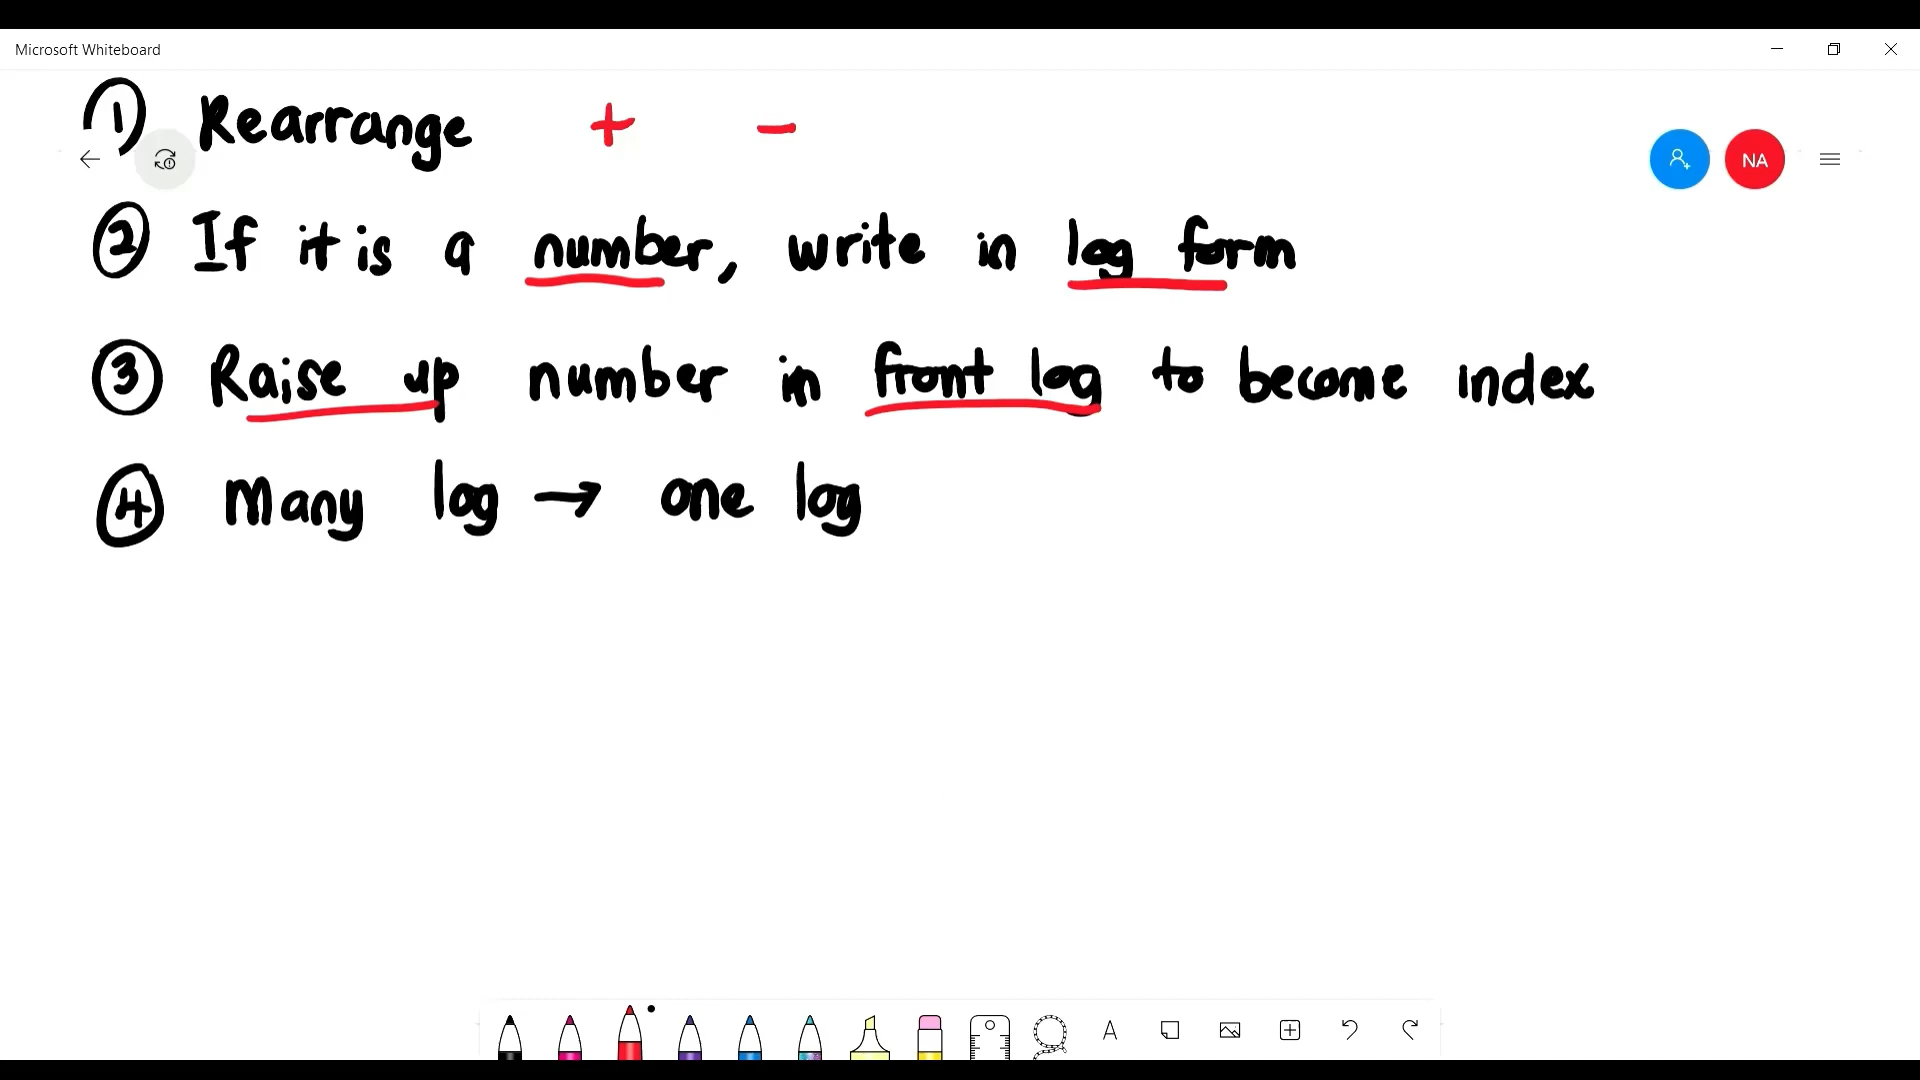 Microsoft Whiteboard
① Rearrange + -
② If it is a number, write in log form
NA
③ Raise up number in front log to become index
④ Many log → one log
A